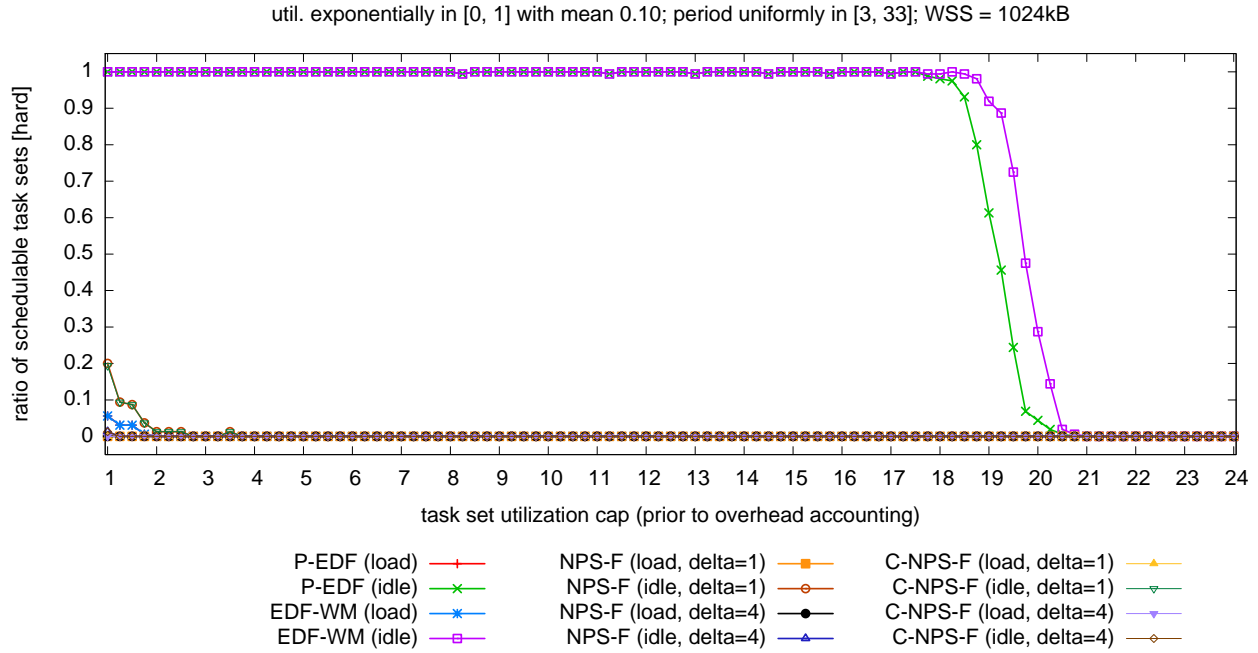 util. exponentially in [0, 1] with mean 0.10; period uniformly in [3, 33]; WSS = 1024kB
ratio of schedulable task sets [hard]
1
0.9
0.8
0.7
0.6
0.5
0.4
0.3
0.2
0.1
0
1 2 3 4 5 6 7 8 9 10 11 12 13 14 15 16 17 18 19 20 21 22 23 24
task set utilization cap (prior to overhead accounting)
P-EDF (load)
P-EDF (idle)
EDF-WM (load)
EDF-WM (idle)
NPS-F (load, delta=1)
NPS-F (idle, delta=1)
NPS-F (load, delta=4)
NPS-F (idle, delta=4)
C-NPS-F (load, delta=1)
C-NPS-F (idle, delta=1)
C-NPS-F (load, delta=4)
C-NPS-F (idle, delta=4)